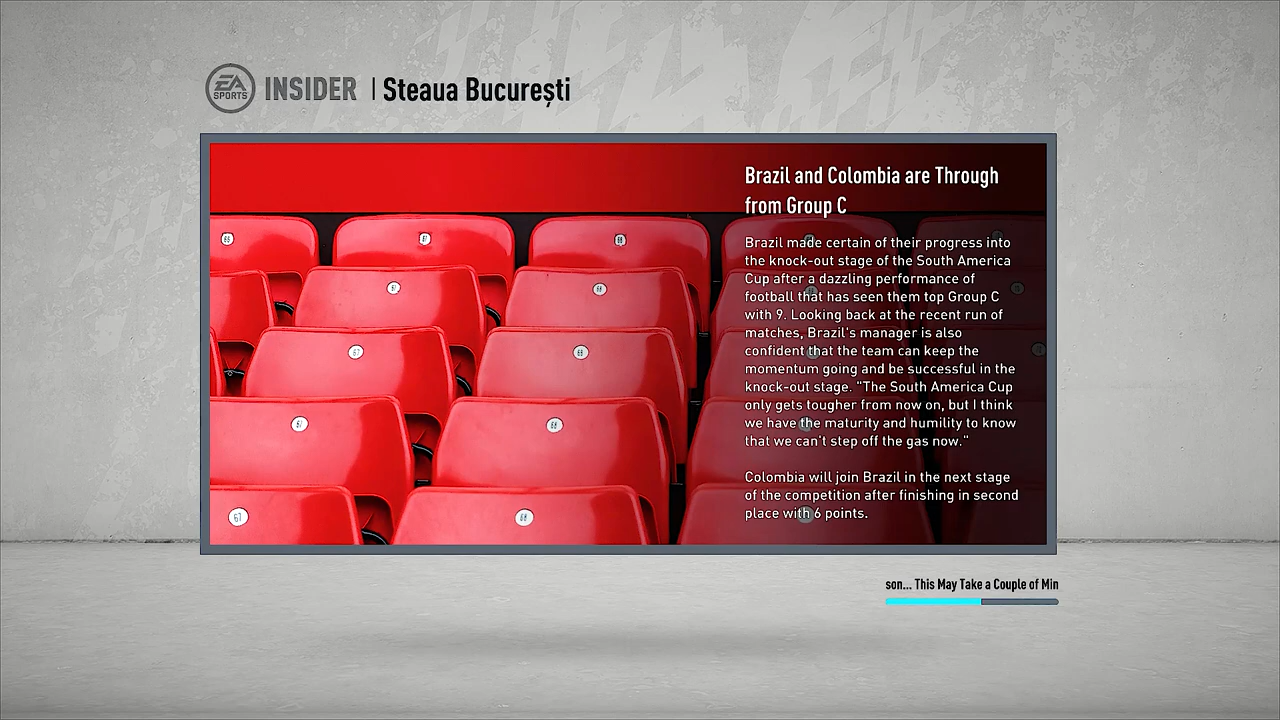 EA SPORTS INSIDER | Steaua București
Brazil and Colombia are Through
from Group C
Brazil made certain of their progress into
the knock-out stage of the South America
Cup after a dazzling performance of
football that has seen them top Group C
with 9. Looking back at the recent run of
matches, Brazil's manager is also
confident that the team can keep the
momentum going and be successful in the
knock-out stage. "The South America Cup
only gets tougher from now on, but I think
we have the maturity and humility to know
that we can't step off the gas now."
Colombia will join Brazil in the next stage
of the competition after finishing in second
place with 6 points.
son... This May Take a Couple of Min